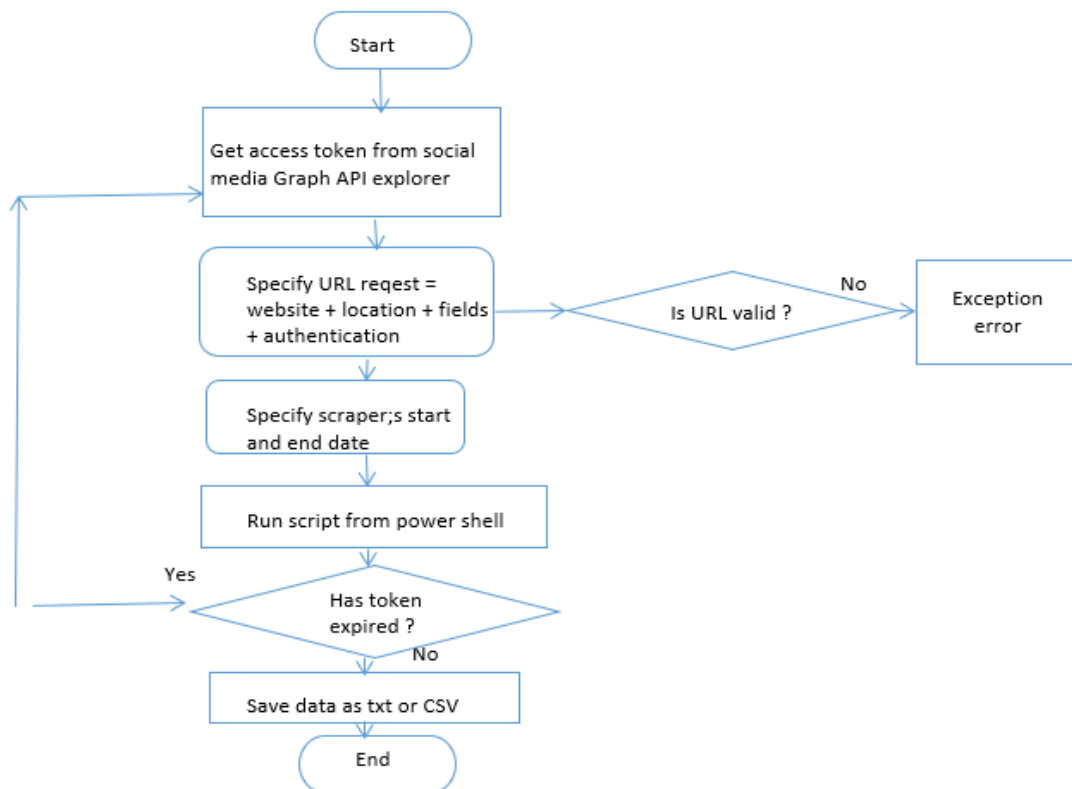 Start
Get access token from social
media Graph API explorer
Specify URL reqest =
website + location + fields
+ authentication
Is URL valid ?
No
Exception
error
Specify scraper;s start
and end date
Run script from power shell
Yes
Has token
expired ?
No
Save data as txt or CSV
End